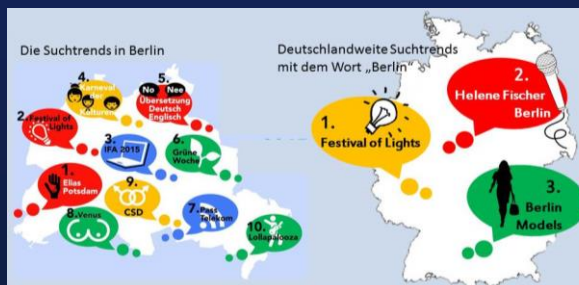 Die Suchtrends in Berlin
4.
Karneval
der
Kulturen
5.
No Nee
Übersetzung
Deutsch
Englisch
2.
Festival of
Lights
3.
IFA 2015
6.
Grüne
Woche
1.
Elias
Potsdam
9.
CSD
7.
Pass
Telekom
8.
Venus
10.
Lollapalooza
Deutschlandweite Suchtrends
mit dem Wort „Berlin“
1.
Festival of Lights
2.
Helene Fischer
Berlin
3.
Berlin
Models